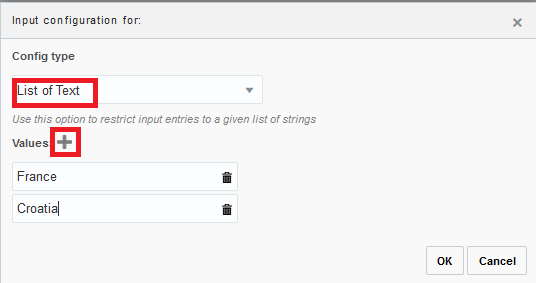 Input configuration for:
Config type
List of Text
Use this option to restrict input entries to a given list of strings
Values
France
Croatia
OK Cancel